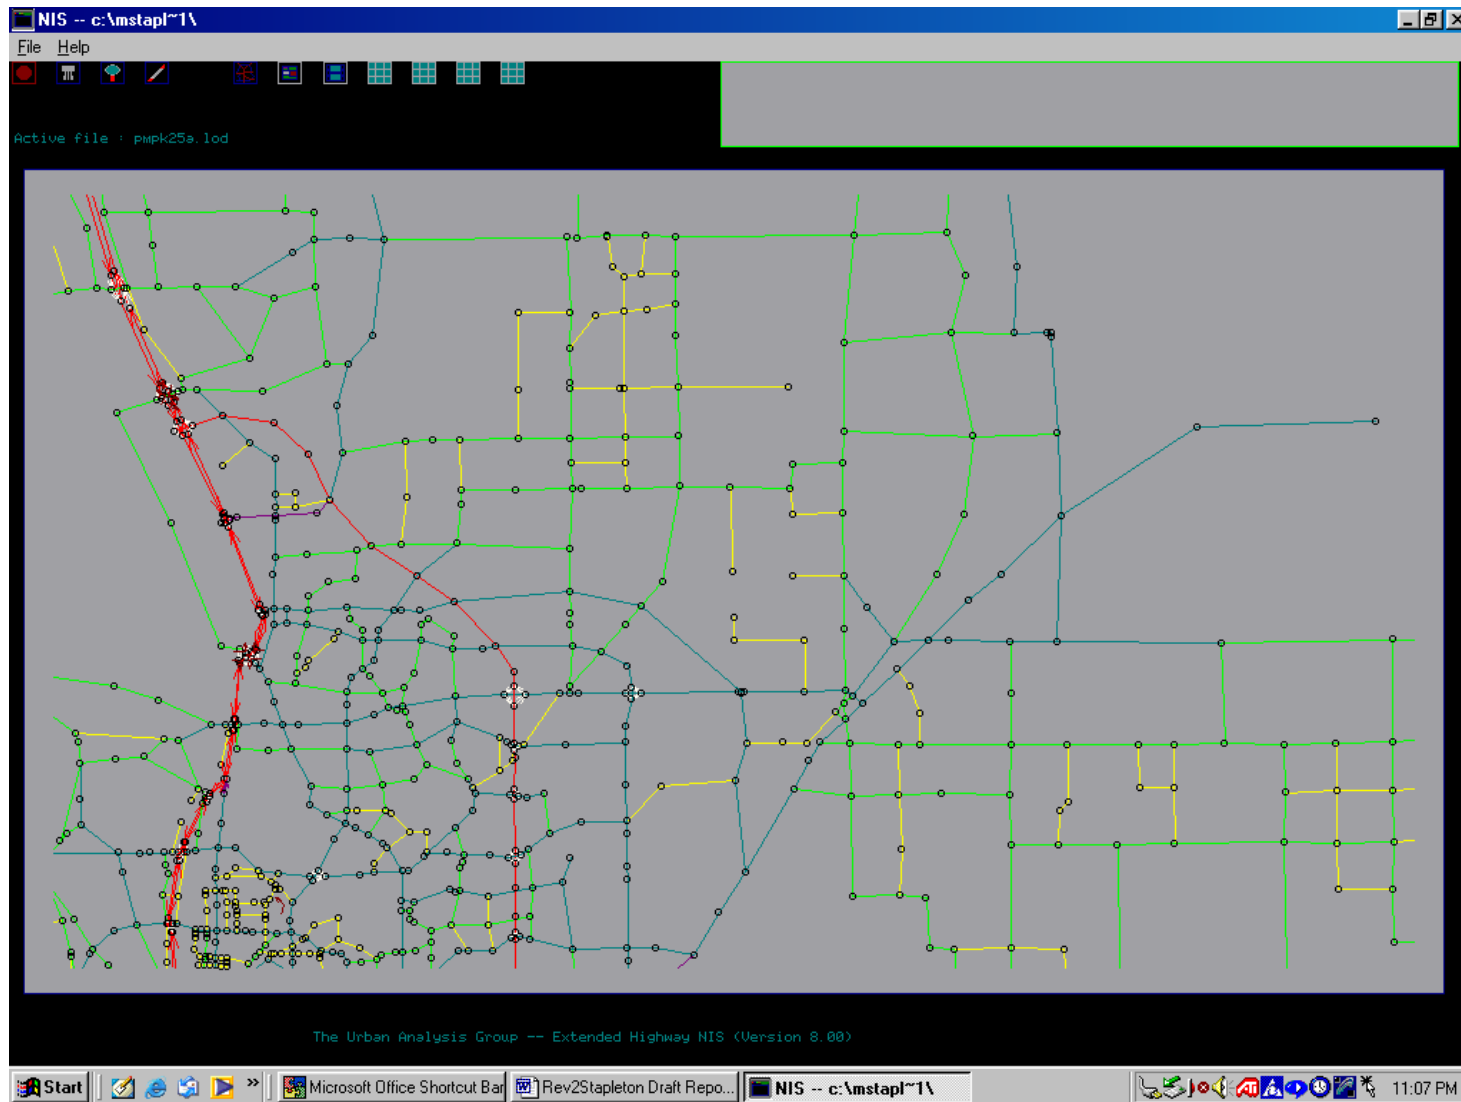 NIS -- c:\mstapl~1\
File Help
Active file : pmpk25a.lod
The Urban Analysis Group -- Extended Highway NIS (Version 8.00)
Start » Microsoft Office Shortcut Bar Rev2Stapleton Draft Repo... NIS -- c:\mstapl~1\ 11:07 PM